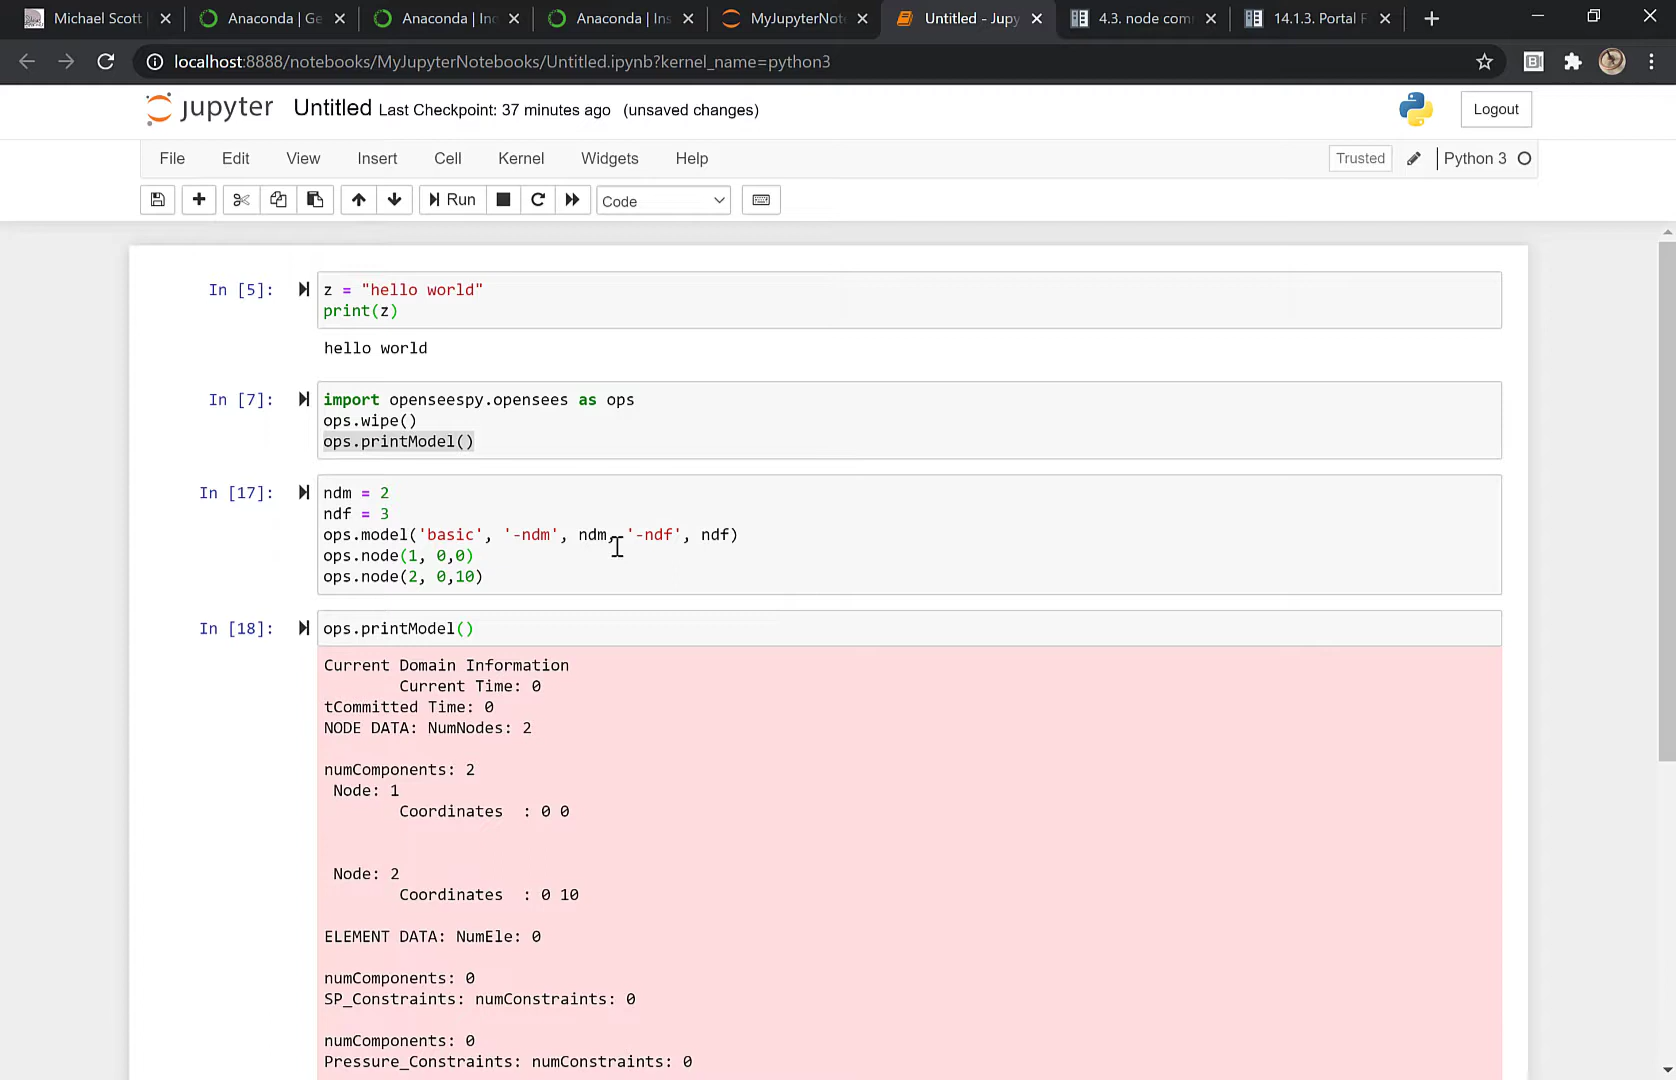 Michael Scott
Anaconda | Ge
Anaconda | Inc
Anaconda | Ins
MyJupyterNot
Untitled - Jupy
4.3. node com
14.1.3. Portal F
localhost:8888/notebooks/MyJupyterNotebooks/Untitled.ipynb?kernel_name=python3
jupyter Untitled Last Checkpoint: 37 minutes ago (unsaved changes)
Logout
File Edit View Insert Cell Kernel Widgets Help
Trusted
Python 3
Run
Code
In [5]:
z = "hello world"
print(z)
hello world
In [7]:
import openseespy.opensees as ops
ops.wipe()
ops.printModel()
In [17]:
ndm = 2
ndf = 3
ops.model('basic', '-ndm', ndm, '-ndf', ndf)
ops.node(1, 0,0)
ops.node(2, 0,10)
In [18]:
ops.printModel()
Current Domain Information
Current Time: 0
tCommitted Time: 0
NODE DATA: NumNodes: 2
numComponents: 2
Node: 1
Coordinates : 0 0
Node: 2
Coordinates : 0 10
ELEMENT DATA: NumEle: 0
numComponents: 0
SP_Constraints: numConstraints: 0
numComponents: 0
Pressure_Constraints: numConstraints: 0